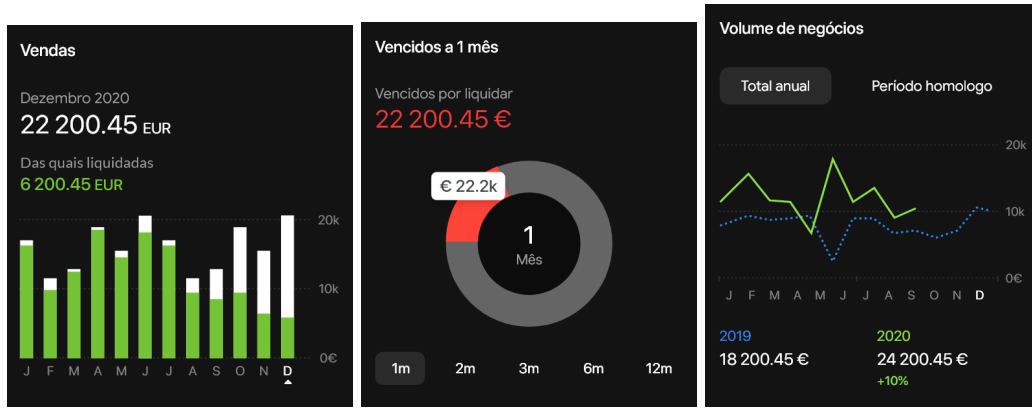 Vendas
Dezembro 2020
22 200.45 EUR
Das quais liquidadas
6 200.45 EUR
20k
10k
0€
J F M A M J J A S O N D
Vencidos a 1 mês
Vencidos por liquidar
22 200.45 €
€ 22.2k
1
Mês
1m 2m 3m 6m 12m
Volume de negócios
Total anual Período homologo
20k
10k
0€
J F M A M J J A S O N D
2019 2020
18 200.45 € 24 200.45 €
+10%